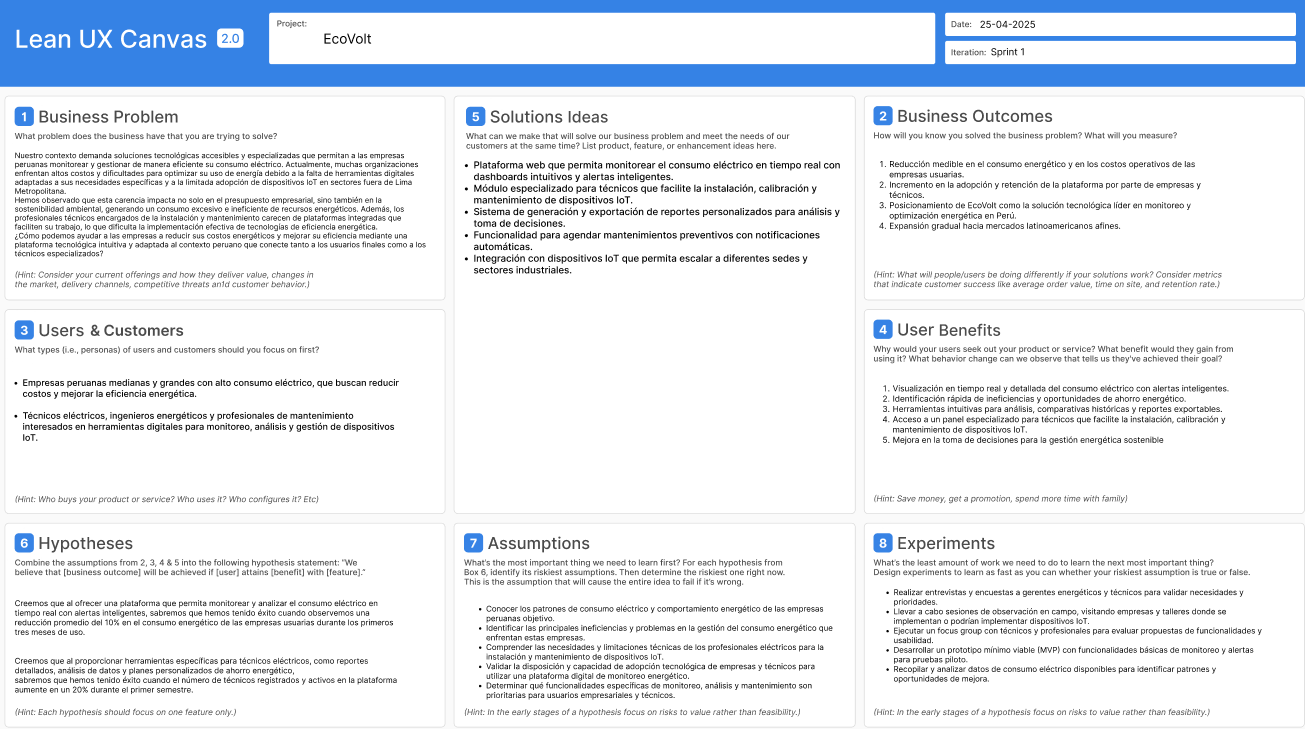 Lean UX Canvas 2.0
Project:
EcoVolt
Date: 25-04-2025
Iteration: Sprint 1
1 Business Problem
What problem does the business have that you are trying to solve?
Nuestro contexto demanda soluciones tecnológicas accesibles y especializadas que permitan a las empresas
peruanas monitorear y gestionar de manera eficiente su consumo eléctrico. Actualmente, muchas organizaciones
enfrentan altos costos y dificultades para optimizar su uso de energía debido a la falta de herramientas digitales
adaptadas a sus necesidades específicas y a la limitada adopción de dispositivos IoT en sectores fuera de Lima
Metropolitana.
Hemos observado que esta carencia impacta no solo en el presupuesto empresarial, sino también en la
sostenibilidad ambiental, generando un consumo excesivo e ineficiente de recursos energéticos. Además, los
profesionales técnicos encargados de la instalación y mantenimiento carecen de plataformas integradas que
faciliten su trabajo, lo que dificulta la implementación efectiva de tecnologías de eficiencia energética.
¿Cómo podemos ayudar a las empresas a reducir sus costos energéticos y mejorar su eficiencia mediante una
plataforma tecnológica intuitiva y adaptada al contexto peruano que conecte tanto a los usuarios finales como a los
técnicos especializados?
(Hint: Consider your current offerings and how they deliver value, changes in
the market, delivery channels, competitive threats an1d customer behavior.)
5 Solutions Ideas
What can we make that will solve our business problem and meet the needs of our
customers at the same time? List product, feature, or enhancement ideas here.
• Plataforma web que permita monitorear el consumo eléctrico en tiempo real con
dashboards intuitivos y alertas inteligentes.
• Módulo especializado para técnicos que facilite la instalación, calibración y
mantenimiento de dispositivos IoT.
• Sistema de generación y exportación de reportes personalizados para análisis y
toma de decisiones.
• Funcionalidad para agendar mantenimientos preventivos con notificaciones
automáticas.
• Integración con dispositivos IoT que permita escalar a diferentes sedes y
sectores industriales.
2 Business Outcomes
How will you know you solved the business problem? What will you measure?
1. Reducción medible en el consumo energético y en los costos operativos de las
empresas usuarias.
2. Incremento en la adopción y retención de la plataforma por parte de empresas y
técnicos.
3. Posicionamiento de EcoVolt como la solución tecnológica líder en monitoreo y
optimización energética en Perú.
4. Expansión gradual hacia mercados latinoamericanos afines.
(Hint: What will people/users be doing differently if your solutions work? Consider metrics
that indicate customer success like average order value, time on site, and retention rate.)
3 Users & Customers
What types (i.e., personas) of users and customers should you focus on first?
• Empresas peruanas medianas y grandes con alto consumo eléctrico, que buscan reducir
costos y mejorar la eficiencia energética.
• Técnicos eléctricos, ingenieros energéticos y profesionales de mantenimiento
interesados en herramientas digitales para monitoreo, análisis y gestión de dispositivos
IoT.
(Hint: Who buys your product or service? Who uses it? Who configures it? Etc)
4 User Benefits
Why would your users seek out your product or service? What benefit would they gain from
using it? What behavior change can we observe that tells us they've achieved their goal?
1. Visualización en tiempo real y detallada del consumo eléctrico con alertas inteligentes.
2. Identificación rápida de ineficiencias y oportunidades de ahorro energético.
3. Herramientas intuitivas para análisis, comparativas históricas y reportes exportables.
4. Acceso a un panel especializado para técnicos que facilite la instalación, calibración y
mantenimiento de dispositivos IoT.
5. Mejora en la toma de decisiones para la gestión energética sostenible
(Hint: Save money, get a promotion, spend more time with family)
6 Hypotheses
Combine the assumptions from 2, 3, 4 & 5 into the following hypothesis statement: "We
believe that [business outcome] will be achieved if [user] attains [benefit] with [feature]."
Creemos que al ofrecer una plataforma que permita monitorear y analizar el consumo eléctrico en
tiempo real con alertas inteligentes, sabremos que hemos tenido éxito cuando observemos una
reducción promedio del 10% en el consumo energético de las empresas usuarias durante los primeros
tres meses de uso.
Creemos que al proporcionar herramientas específicas para técnicos eléctricos, como reportes
detallados, análisis de datos y planes personalizados de ahorro energético,
sabremos que hemos tenido éxito cuando el número de técnicos registrados y activos en la plataforma
aumente en un 20% durante el primer semestre.
(Hint: Each hypothesis should focus on one feature only.)
7 Assumptions
What's the most important thing we need to learn first? For each hypothesis from
Box 6, identify its riskiest assumptions. Then determine the riskiest one right now.
This is the assumption that will cause the entire idea to fail if it's wrong.
• Conocer los patrones de consumo eléctrico y comportamiento energético de las empresas
peruanas objetivo.
• Identificar las principales ineficiencias y problemas en la gestión del consumo energético que
enfrentan estas empresas.
• Comprender las necesidades y limitaciones técnicas de los profesionales eléctricos para la
instalación y mantenimiento de dispositivos IoT.
• Validar la disposición y capacidad de adopción tecnológica de empresas y técnicos para
utilizar una plataforma digital de monitoreo energético.
• Determinar qué funcionalidades específicas de monitoreo, análisis y mantenimiento son
prioritarias para usuarios empresariales y técnicos.
(Hint: In the early stages of a hypothesis focus on risks to value rather than feasibility.)
8 Experiments
What's the least amount of work we need to do to learn the next most important thing?
Design experiments to learn as fast as you can whether your riskiest assumption is true or false.
• Realizar entrevistas y encuestas a gerentes energéticos y técnicos para validar necesidades y
prioridades.
• Llevar a cabo sesiones de observación en campo, visitando empresas y talleres donde se
implementan o podrían implementar dispositivos IoT.
• Ejecutar un focus group con técnicos y profesionales para evaluar propuestas de funcionalidades y
usabilidad.
• Desarrollar un prototipo mínimo viable (MVP) con funcionalidades básicas de monitoreo y alertas
para pruebas piloto.
• Recopilar y analizar datos de consumo eléctrico disponibles para identificar patrones y
oportunidades de mejora.
(Hint: In the early stages of a hypothesis focus on risks to value rather than feasibility.)